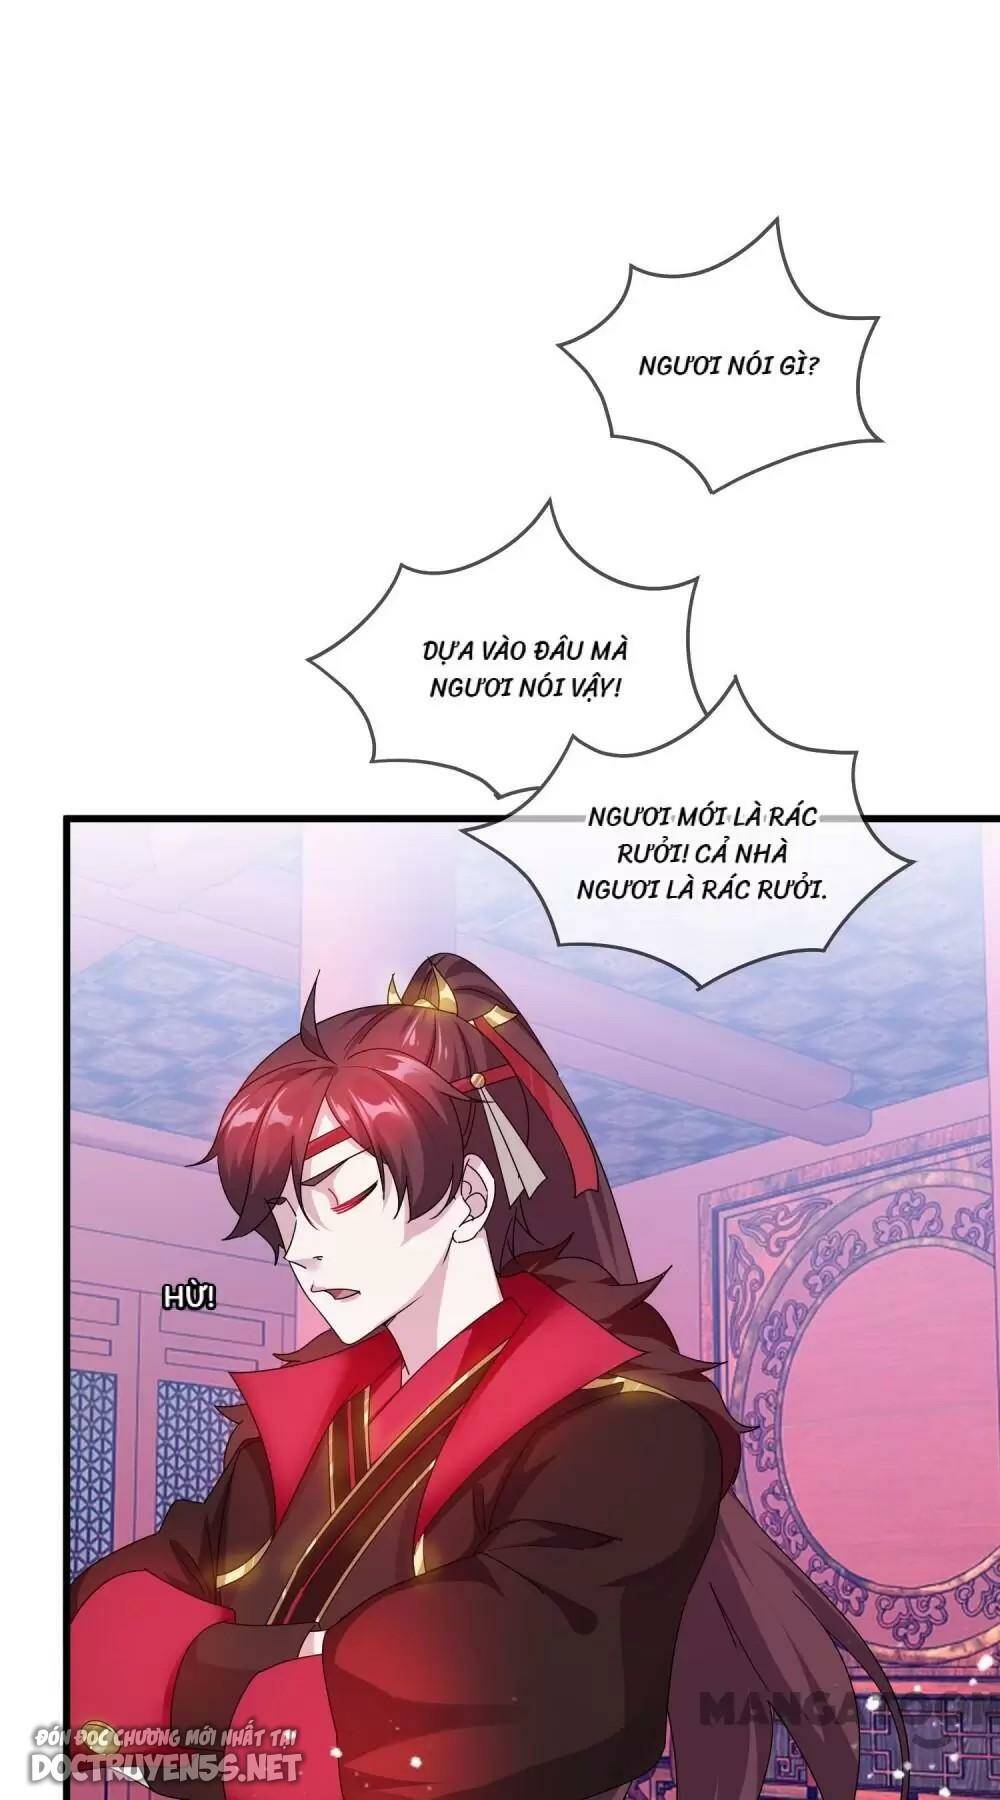 NGƯƠI NÓI GÌ?
DỰA VÀO ĐÂU MÀ
NGƯƠI NÓI VẬY!
NGƯƠI MỚI LÀ RÁC
RƯỞI! CẢ NHÀ
NGƯƠI LÀ RÁC RƯỞI.
HỪ!
MANGATOON
ĐÓN ĐỌC CHƯƠNG MỚI NHẤT TẠI
DOCTRUYEN5S.NET